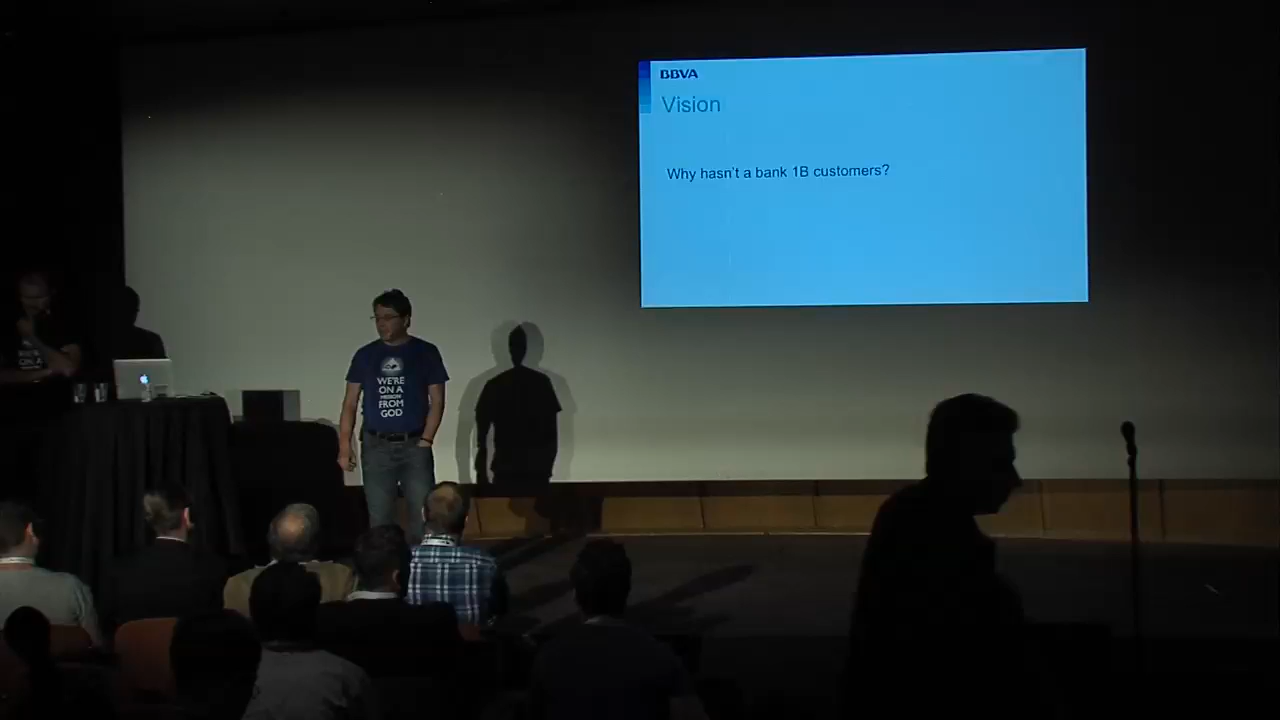 BBVA
Vision
Why hasn't a bank 1B customers?
WE'RE
ON A
MISSION
FROM
GOD